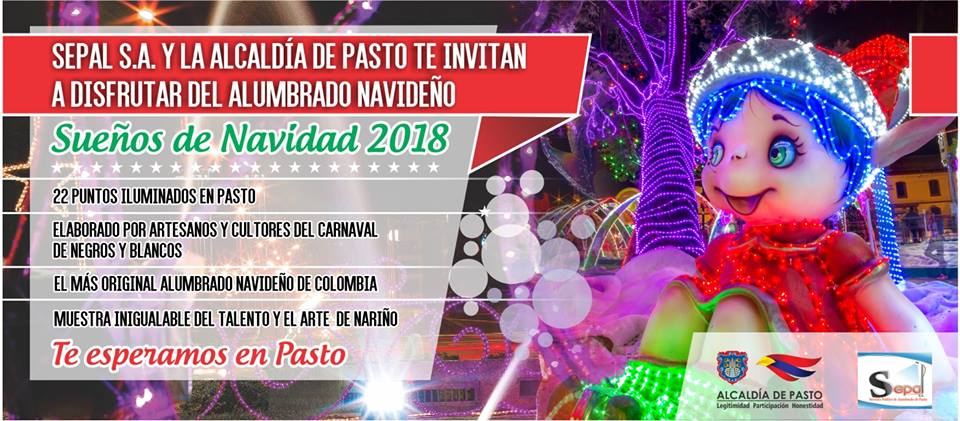 SEPAL S.A. Y LA ALCALDÍA DE PASTO TE INVITAN
A DISFRUTAR DEL ALUMBRADO NAVIDEÑO
Sueños de Navidad 2018
22 PUNTOS ILUMINADOS EN PASTO
ELABORADO POR ARTESANOS Y CULTORES DEL CARNAVAL
DE NEGROS Y BLANCOS
EL MÁS ORIGINAL ALUMBRADO NAVIDEÑO DE COLOMBIA
MUESTRA INIGUALABLE DEL TALENTO Y EL ARTE DE NARIÑO
Te esperamos en Pasto
ALCALDÍA DE PASTO
Legitimidad Participación Honestidad
Sepal